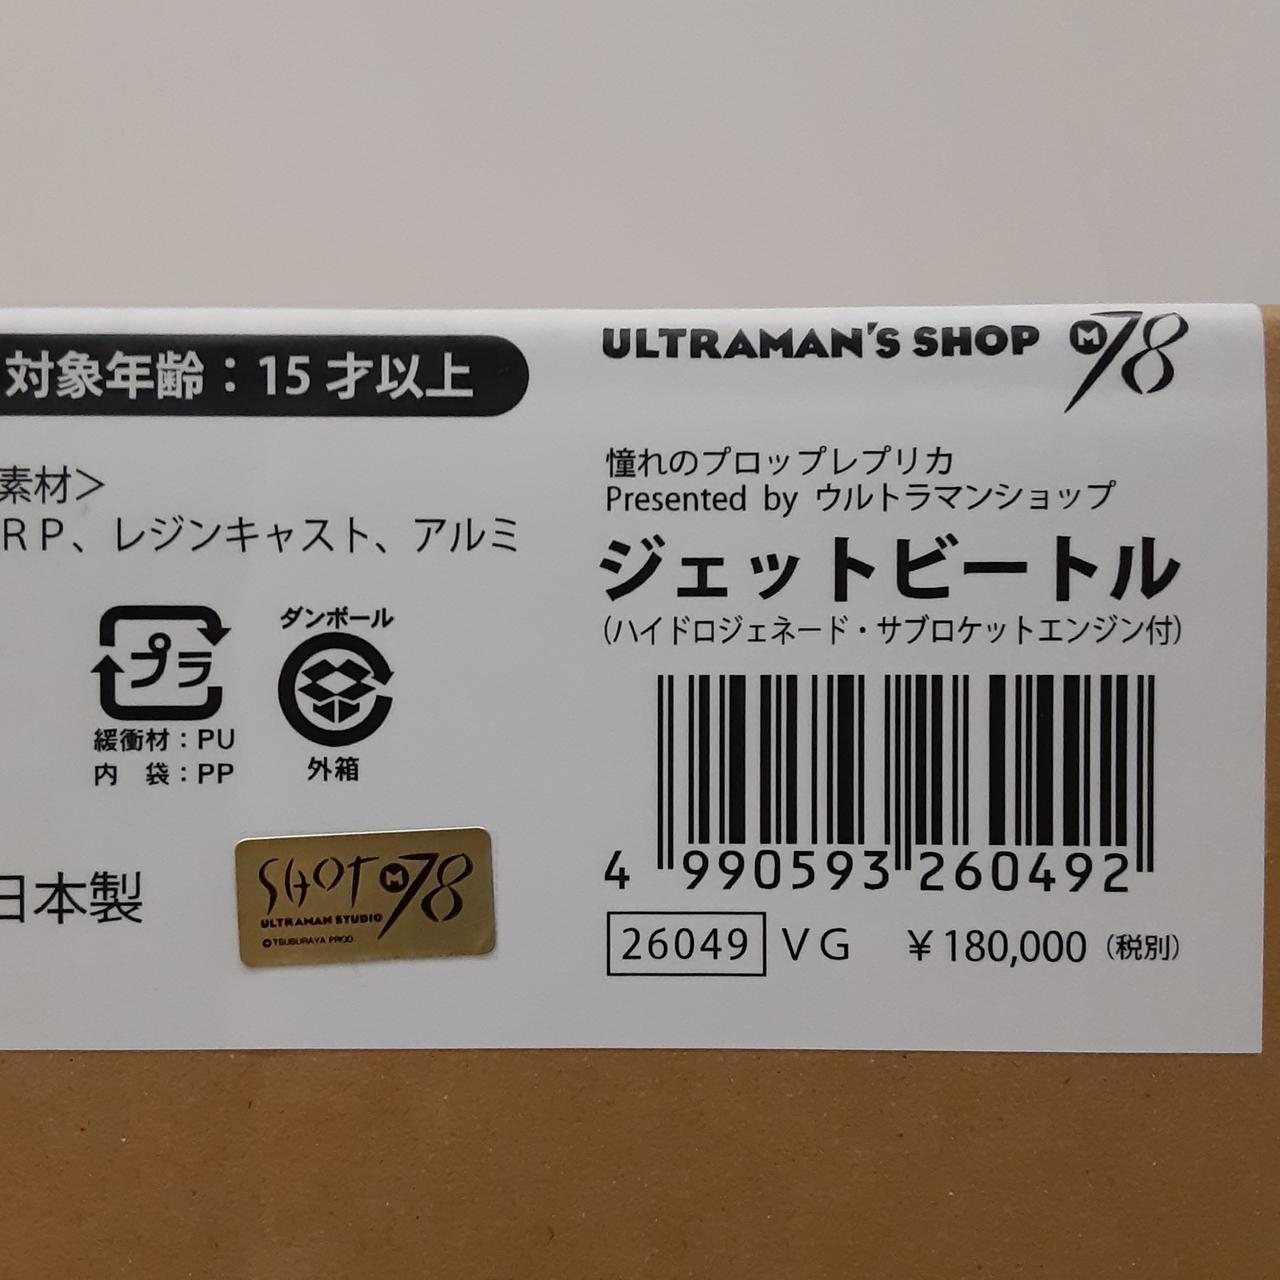 対象年齢：15才以上
ULTRAMAN'S SHOP M78
憧れのプロップレプリカ
Presented by ウルトラマンショップ
ジェットビートル
（ハイドロジェネード・サブロケットエンジン付）
素材＞
RP、レジンキャスト、アルミ
プラ
緩衝材：PU
内 袋：PP
ダンボール
外箱
日本製
SHOT M78
ULTRAMAN STUDIO
©TSUBURAYA PROD
4 990593 260492
26049 VG ¥180,000（税別）